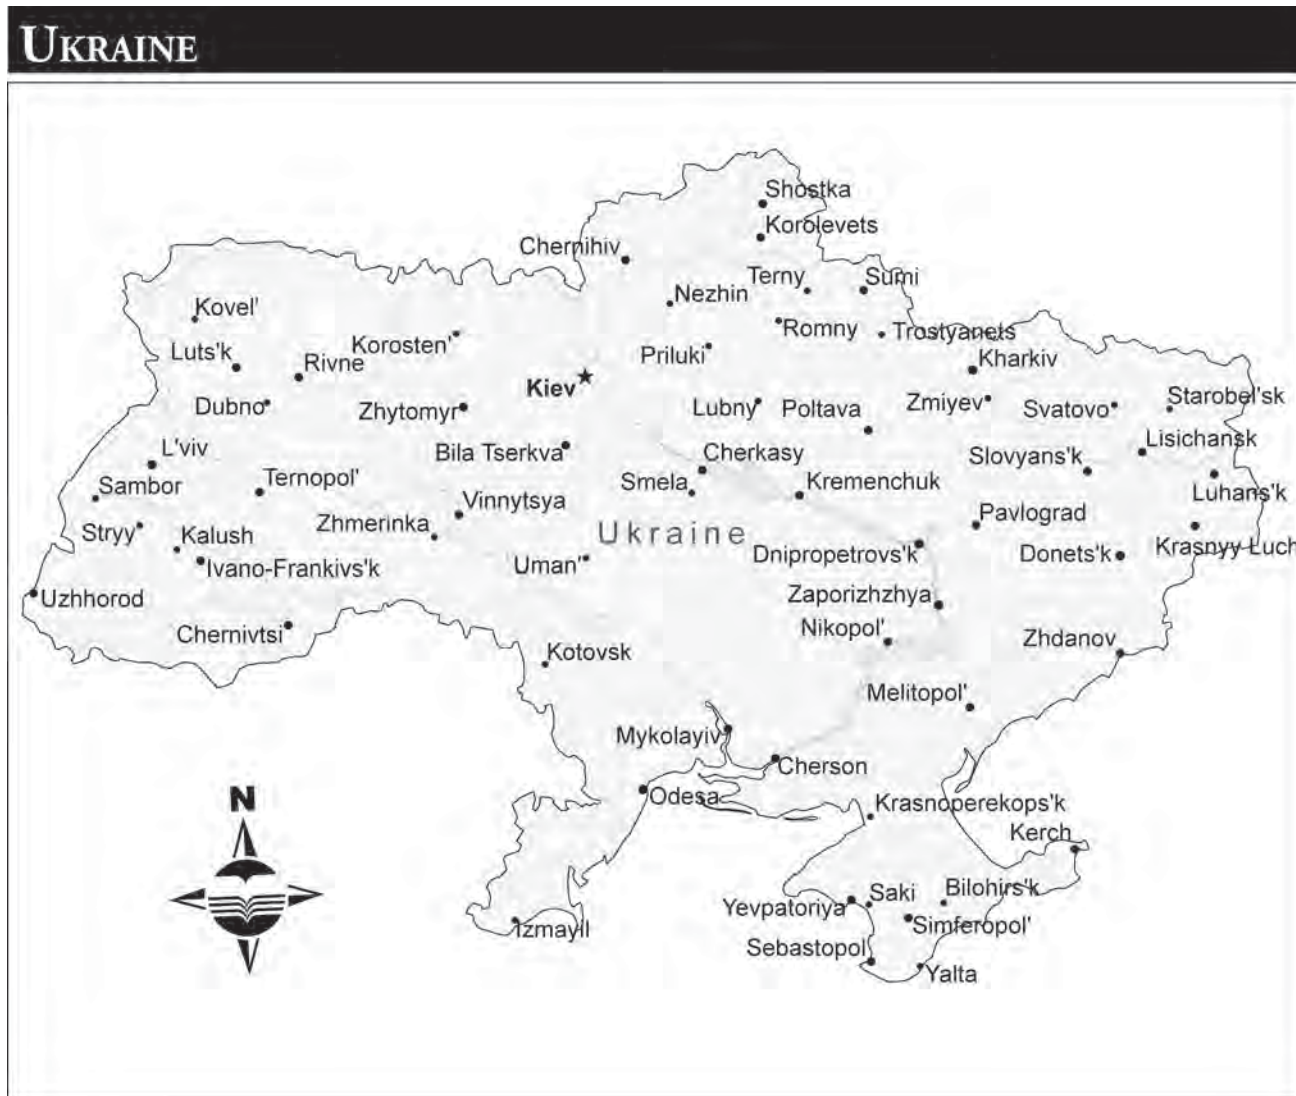 UKRAINE
Shostka
Korolevets
Chernihiv
Terny
Sumi
Nezhin
Kovel'
Romny
Trostyanets
Korosten'
Priluki
Luts'k
Rivne
Kharkiv
Kiev
Dubno
Zhytomyr
Lubny
Poltava
Zmiyev
Svatovo
Starobel'sk
Lisichansk
L'viv
Bila Tserkva
Cherkasy
Slovyans'k
Sambor
Ternopol'
Smela
Kremenchuk
Luhans'k
Vinnytsya
Pavlograd
Stryy
Kalush
Zhmerinka
Ukraine
Krasnyy Luch
Dnipropetrovs'k
Donets'k
Ivano-Frankivs'k
Uman'
Uzhhorod
Zaporizhzhya
Chernivtsi
Nikopol'
Zhdanov
Kotovsk
Melitopol'
Mykolayiv
Cherson
N
Odesa
Krasnoperekops'k
Kerch
Saki
Bilohirs'k
Yevpatoriya
Simferopol'
Izmayil
Sebastopol
Yalta